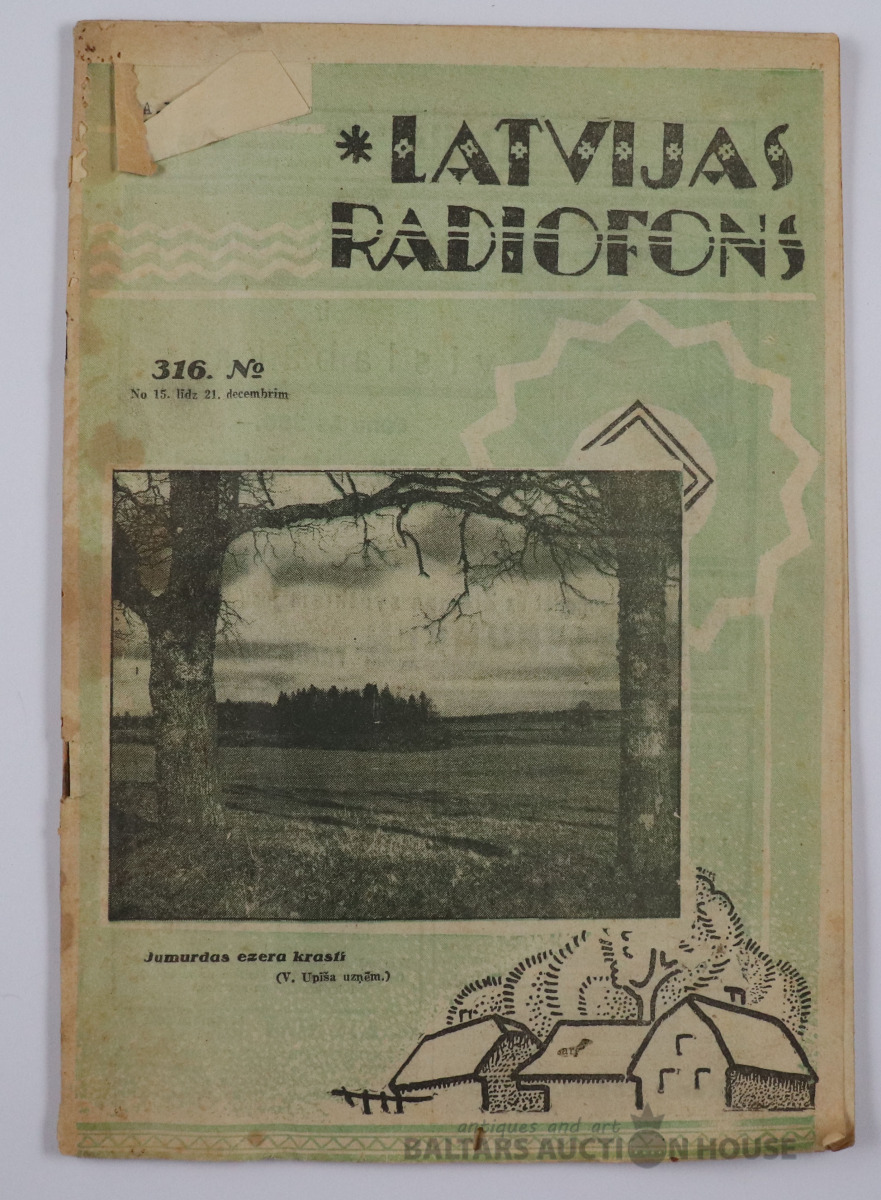 A.
* LATVIJAS
RADIOFONS
316. №
No 15. līdz 21. decembrim
Jumurdas ezera krasti
(V. Upīša uzņēm.)
antiques and art
BALTARS AUCTION HOUSE